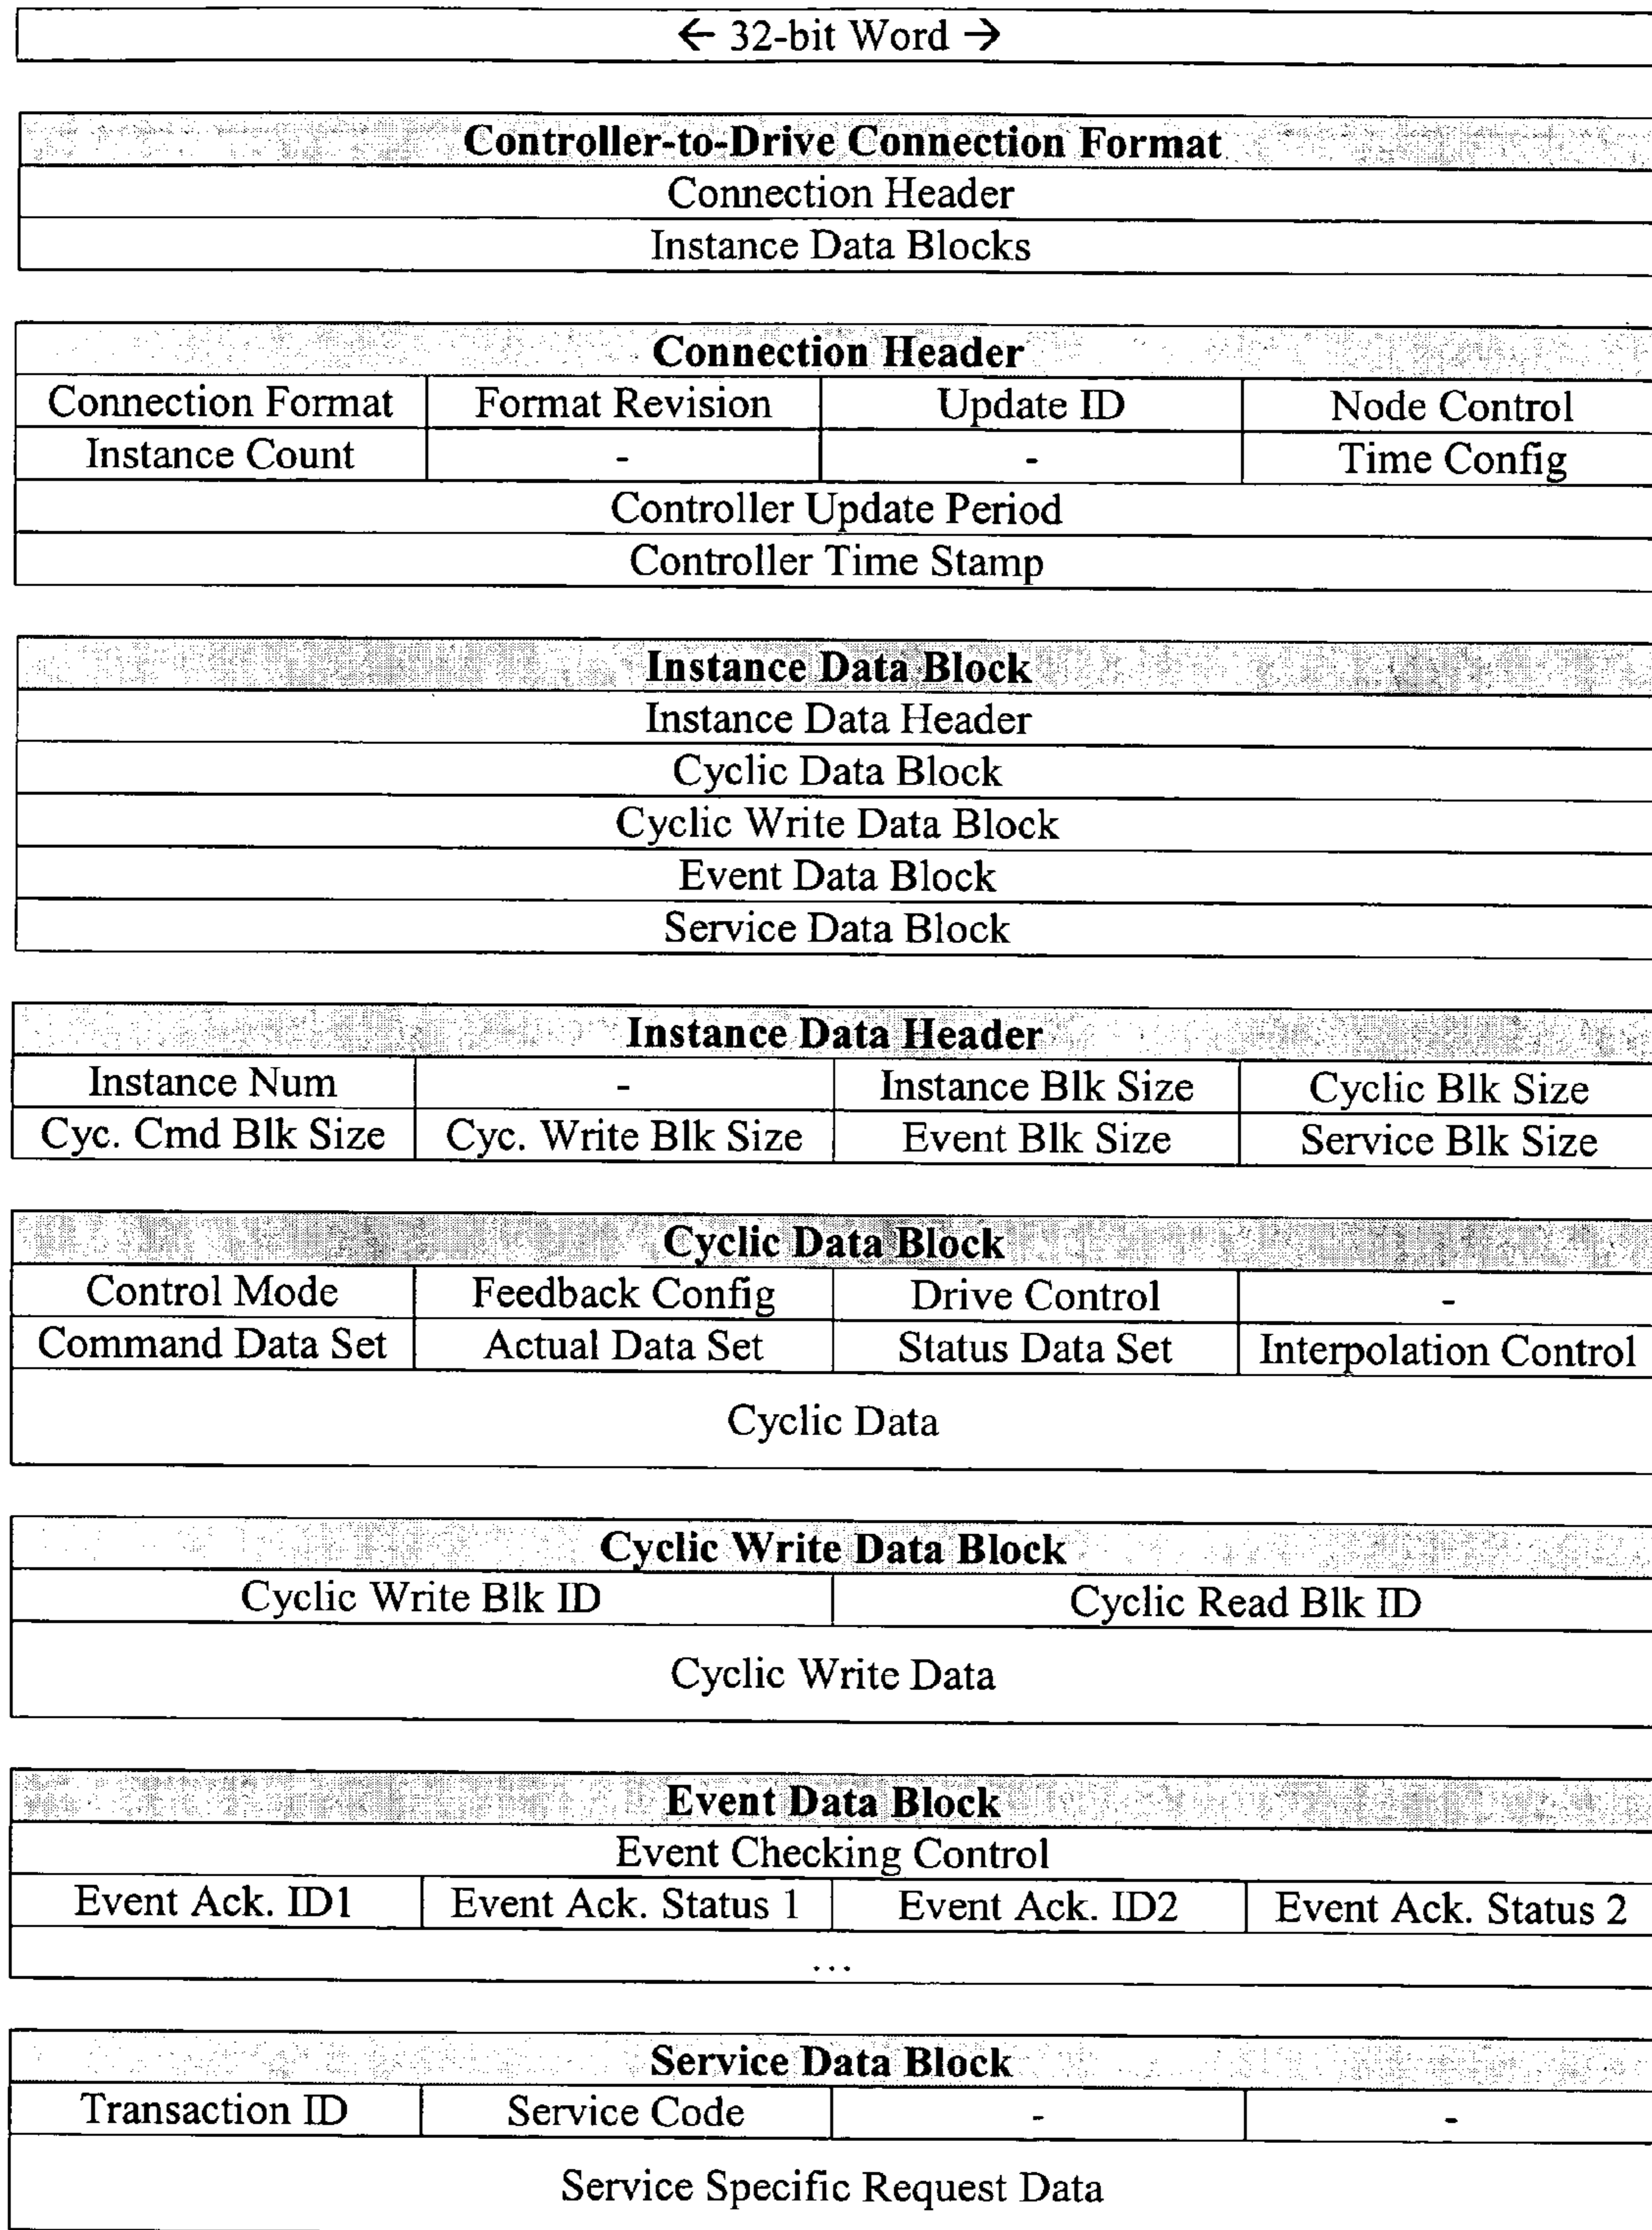 ← 32-bit Word →
Controller-to-Drive Connection Format
Connection Header
Instance Data Blocks
Connection Header
Connection Format Format Revision Update ID Node Control
Instance Count - - Time Config
Controller Update Period
Controller Time Stamp
Instance Data Block
Instance Data Header
Cyclic Data Block
Cyclic Write Data Block
Event Data Block
Service Data Block
Instance Data Header
Instance Num - Instance Blk Size Cyclic Blk Size
Cyc. Cmd Blk Size Cyc. Write Blk Size Event Blk Size Service Blk Size
Cyclic Data Block
Control Mode Feedback Config Drive Control -
Command Data Set Actual Data Set Status Data Set Interpolation Control
Cyclic Data
Cyclic Write Data Block
Cyclic Write Blk ID Cyclic Read Blk ID
Cyclic Write Data
Event Data Block
Event Checking Control
Event Ack. ID1 Event Ack. Status 1 Event Ack. ID2 Event Ack. Status 2
...
Service Data Block
Transaction ID Service Code - -
Service Specific Request Data